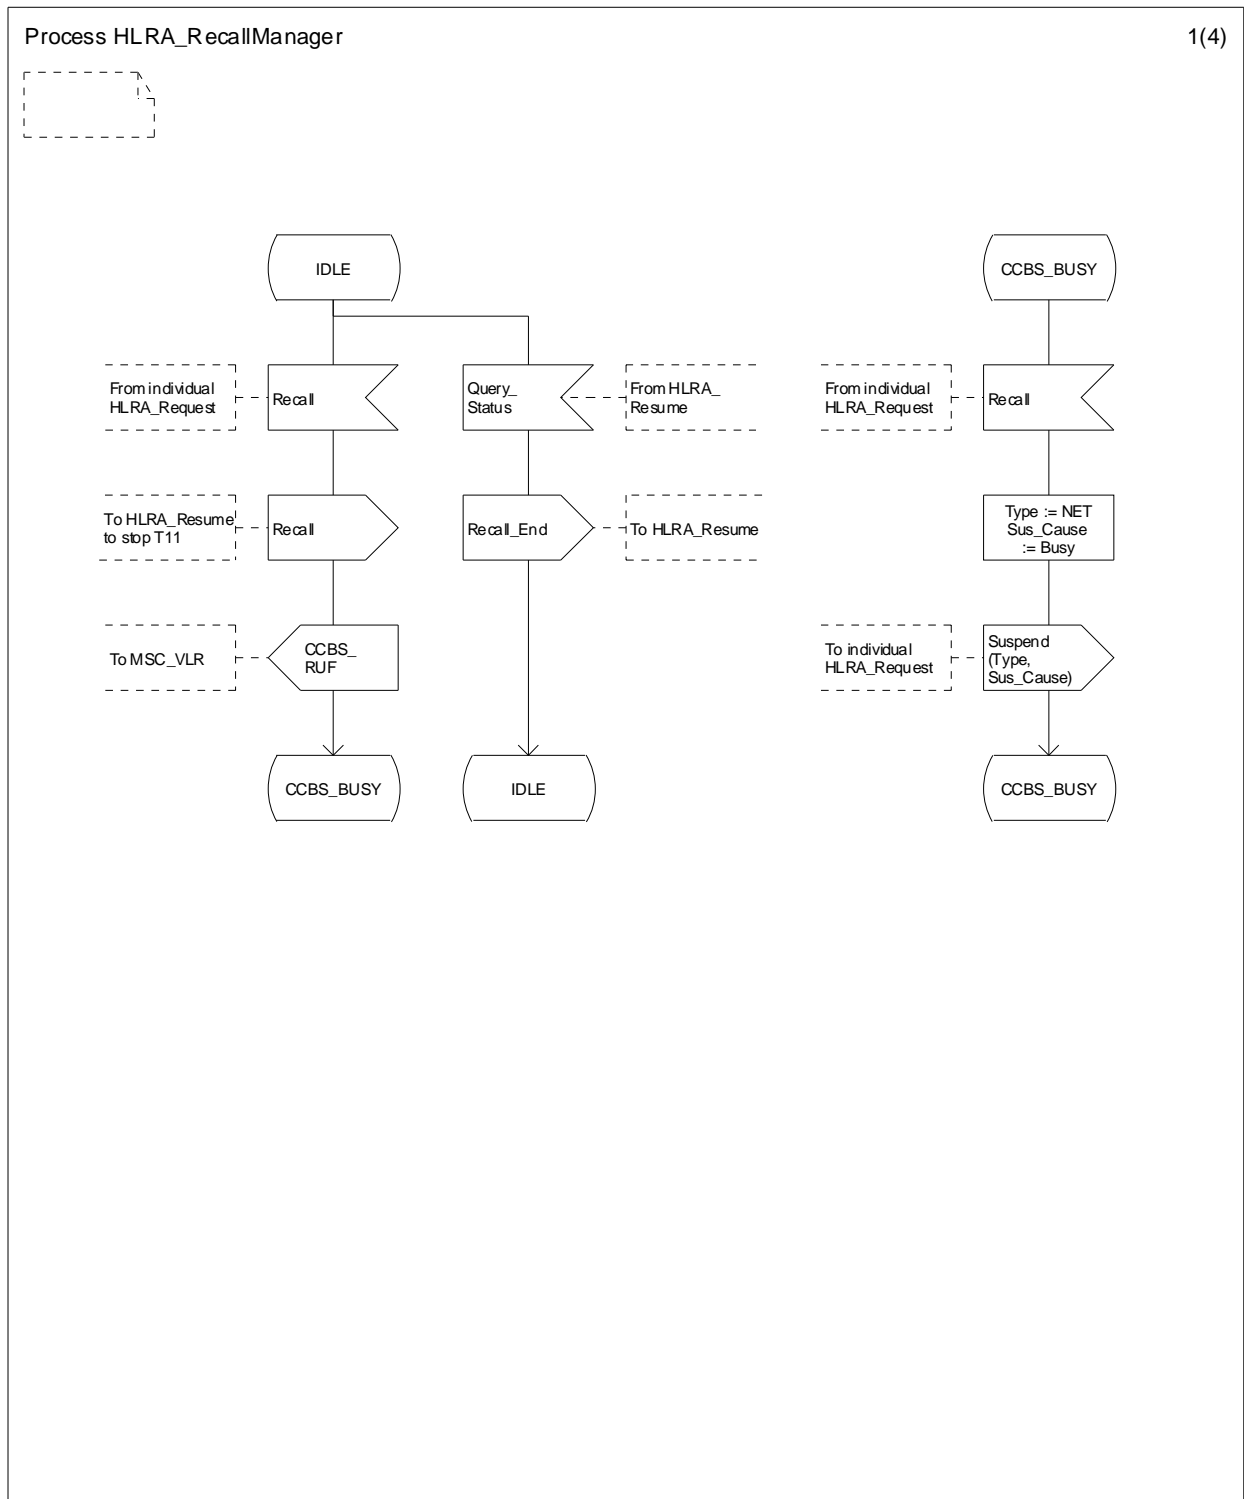 Process HLRA_RecallManager
1(4)
IDLE
CCBS_BUSY
From individual
HLRA_Request
Recall
Query_
Status
From HLRA_
Resume
From individual
HLRA_Request
Recall
To HLRA_Resume
to stop T11
Recall
Recall_End
To HLRA_Resume
Type := NET
Sus_Cause
:= Busy
To MSC_VLR
CCBS_
RUF
To individual
HLRA_Request
Suspend
(Type,
Sus_Cause)
CCBS_BUSY
IDLE
CCBS_BUSY